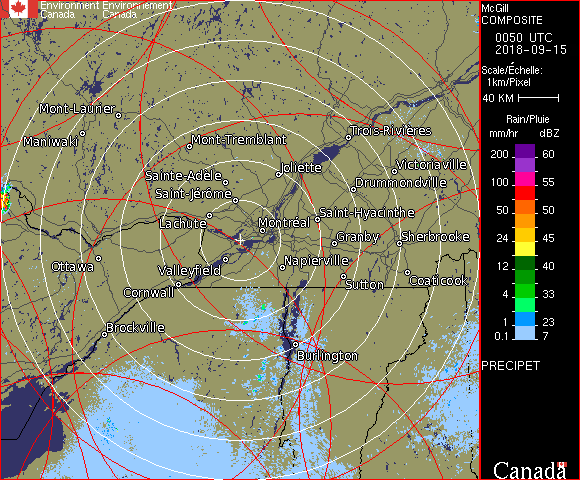 Environment Environnement
Canada Canada
McGill
COMPOSITE
0050 UTC
2018-09-15
Scale/Échelle:
1km/Pixel
40 KM
Rain/Pluie
mm/hr dBZ
200 60
100 55
50 50
24 45
12 40
4 33
1 23
0.1 7
PRECIPET
Canada
Mont-Laurier
Maniwaki
Mont-Tremblant
Trois-Rivières
Joliette
Victoriaville
Sainte-Adèle
Drummondville
Saint-Jérôme
Lachute
Saint-Hyacinthe
Montréal
Granby
Sherbrooke
Ottawa
Valleyfield
Napierville
Cornwall
Sutton
Coaticook
Brockville
Burlington